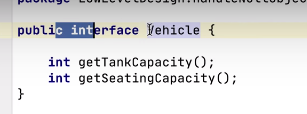 public interface Vehicle {
int getTankCapacity();
int getSeatingCapacity();
}